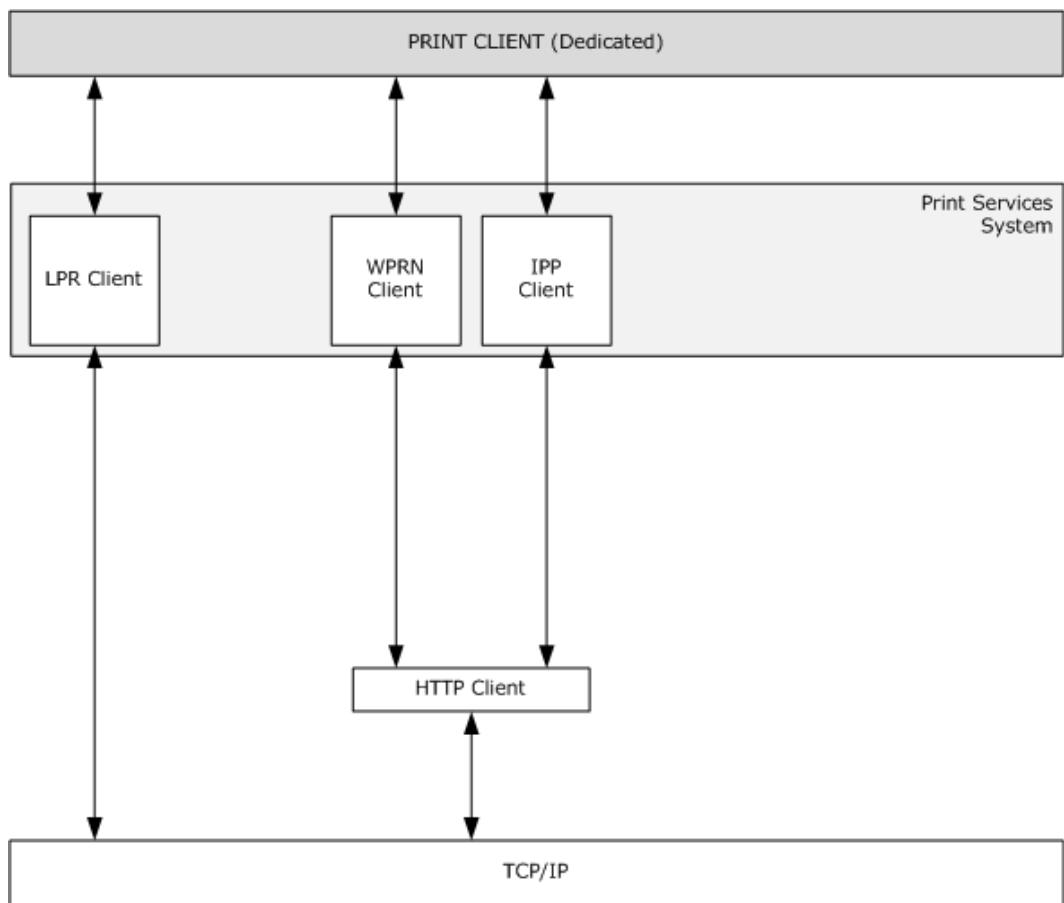 PRINT CLIENT (Dedicated)
Print Services
System
LPR Client
WPRN
Client
IPP
Client
HTTP Client
TCP/IP